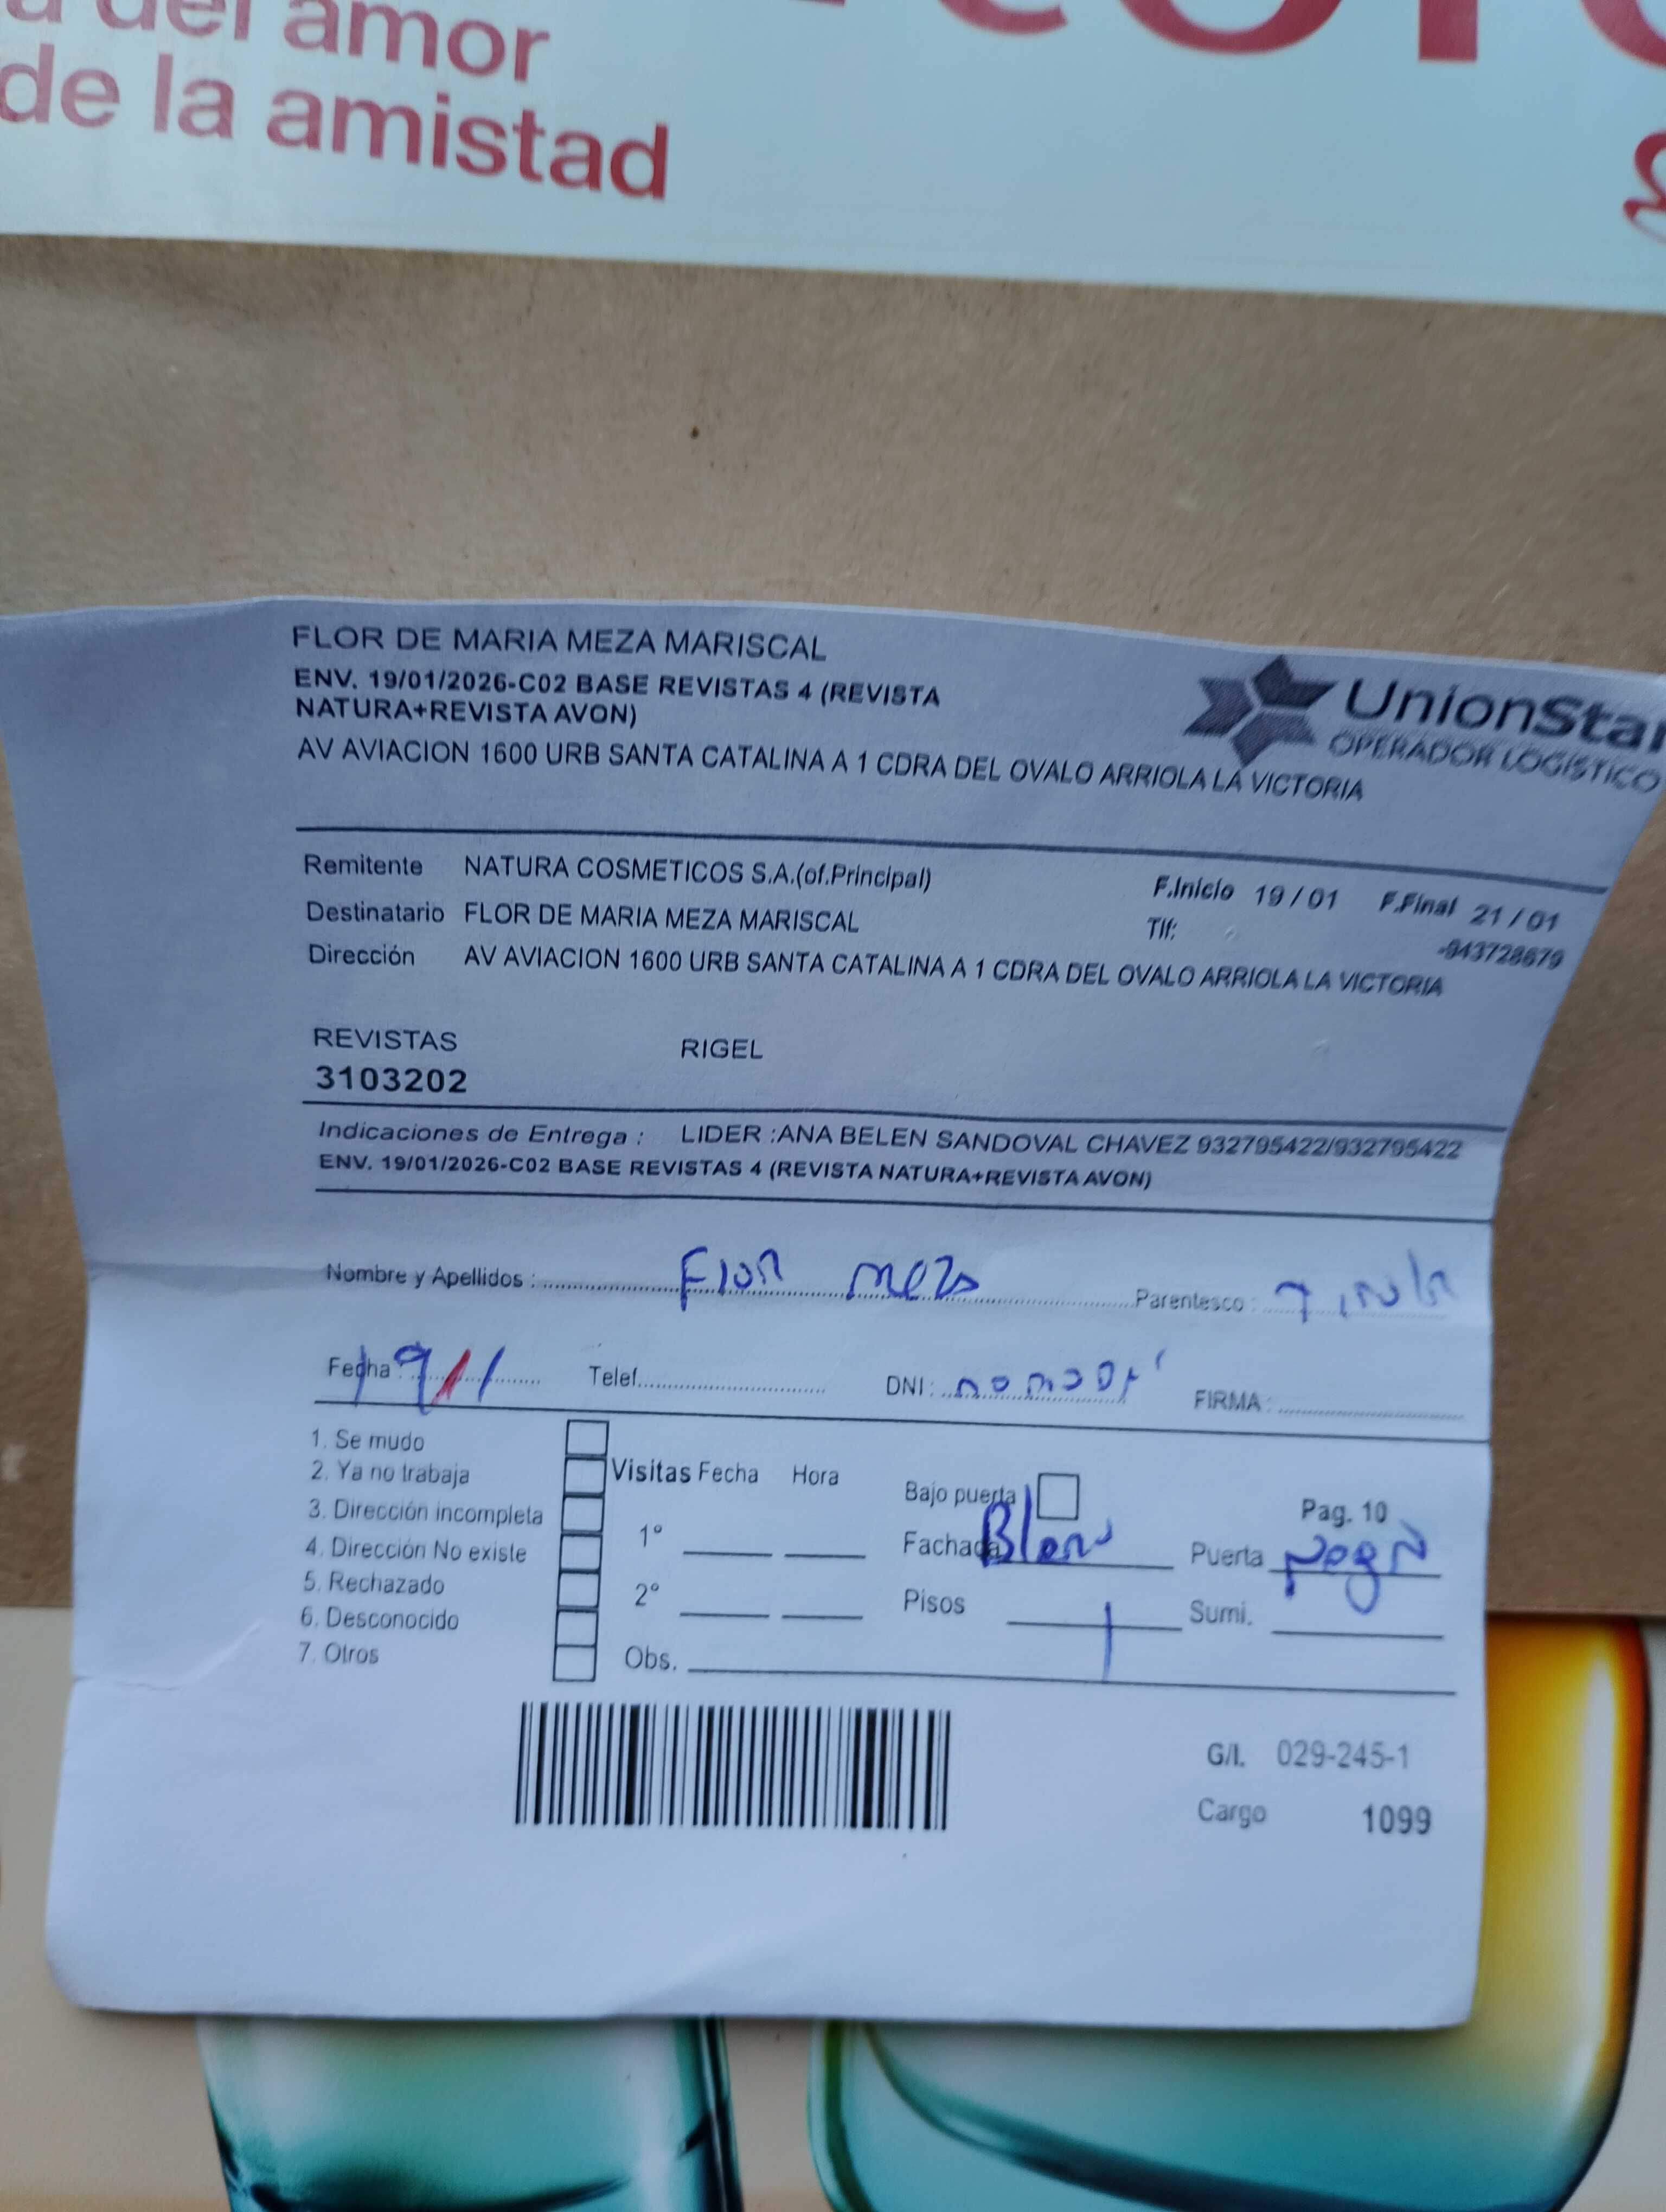 del amor
de la amistad
FLOR DE MARIA MEZA MARISCAL
ENV. 19/01/2026-C02 BASE REVISTAS 4 (REVISTA
NATURA+REVISTA AVON)
AV AVIACION 1600 URB SANTA CATALINA A 1 CDRA DEL OVALO ARRIOLA LA VICTORIA
UnionStar
OPERADOR LOGISTICO
Remitente NATURA COSMETICOS S.A.(of.Principal)
F.Inicio 19 / 01 F.Final 21 / 01
Destinatario FLOR DE MARIA MEZA MARISCAL
Tlf: -943728679
Dirección AV AVIACION 1600 URB SANTA CATALINA A 1 CDRA DEL OVALO ARRIOLA LA VICTORIA
REVISTAS RIGEL
3103202
Indicaciones de Entrega : LIDER :ANA BELEN SANDOVAL CHAVEZ 932795422/932795422
ENV. 19/01/2026-C02 BASE REVISTAS 4 (REVISTA NATURA+REVISTA AVON)
Nombre y Apellidos : Flor meza Parentesco :
Fecha : 19/1/ Telef. DNI : FIRMA :
1. Se mudo
2. Ya no trabaja
3. Dirección incompleta
4. Dirección No existe
5. Rechazado
6. Desconocido
7. Otros
Visitas Fecha Hora
1°
2°
Obs.
Bajo puerta
Pag. 10
Fachada Puerta
Pisos 1 Sumi.
G/I. 029-245-1
Cargo 1099